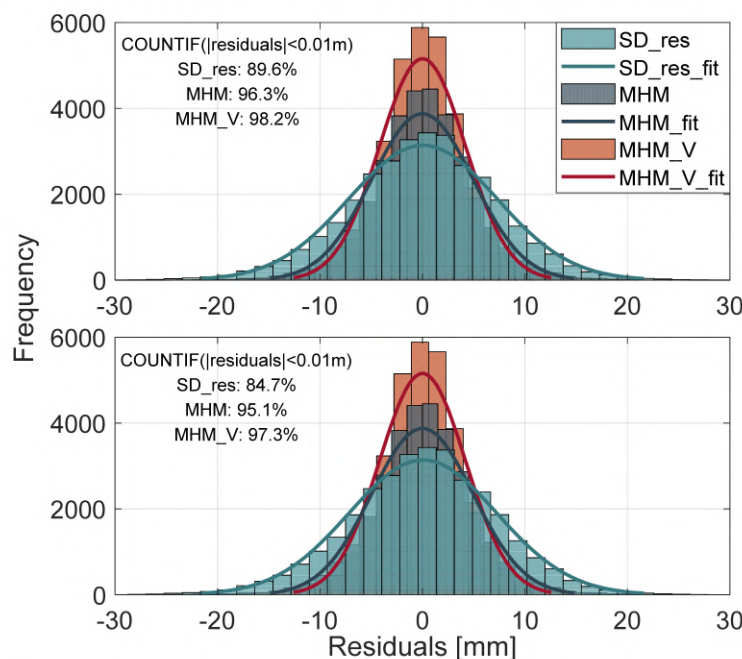 6000
4000
2000
0
COUNTIF(|residuals|<0.01m)
SD_res: 89.6%
MHM: 96.3%
MHM_V: 98.2%
SD_res
SD_res_fit
MHM
MHM_fit
MHM_V
MHM_V_fit
-30 -20 -10 0 10 20 30
Frequency
6000
4000
2000
0
COUNTIF(|residuals|<0.01m)
SD_res: 84.7%
MHM: 95.1%
MHM_V: 97.3%
-30 -20 -10 0 10 20 30
Residuals [mm]